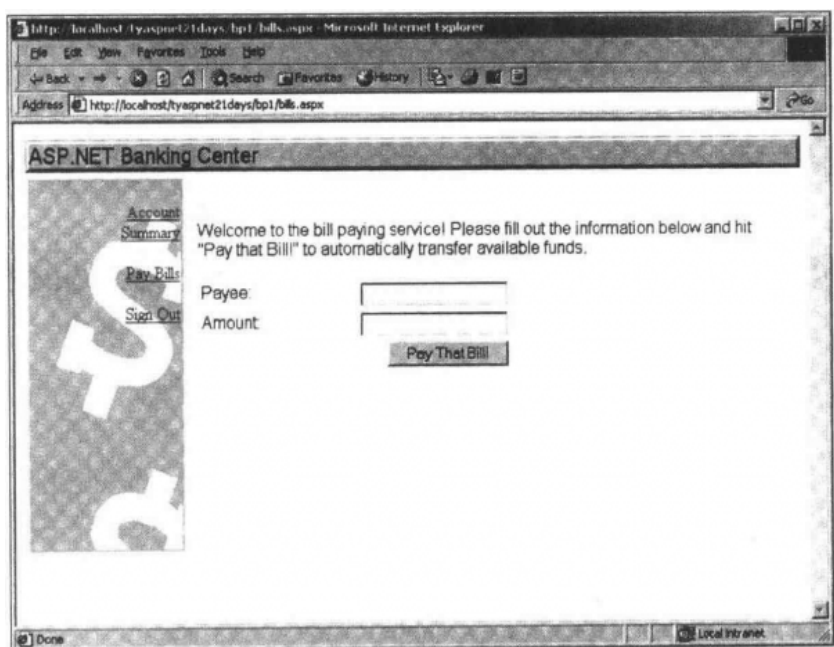 http://localhost/tyaspnet21days/bp1/bills.aspx - Microsoft Internet Explorer
File Edit View Favorites Tools Help
Back Search Favorites History
Address http://localhost/tyaspnet21days/bp1/bills.aspx Go
ASP.NET Banking Center
Account
Summary
Pay Bills
Sign Out
Welcome to the bill paying service! Please fill out the information below and hit
"Pay that Bill!" to automatically transfer available funds.
Payee:
Amount:
Pay That Bill!
Done Local intranet